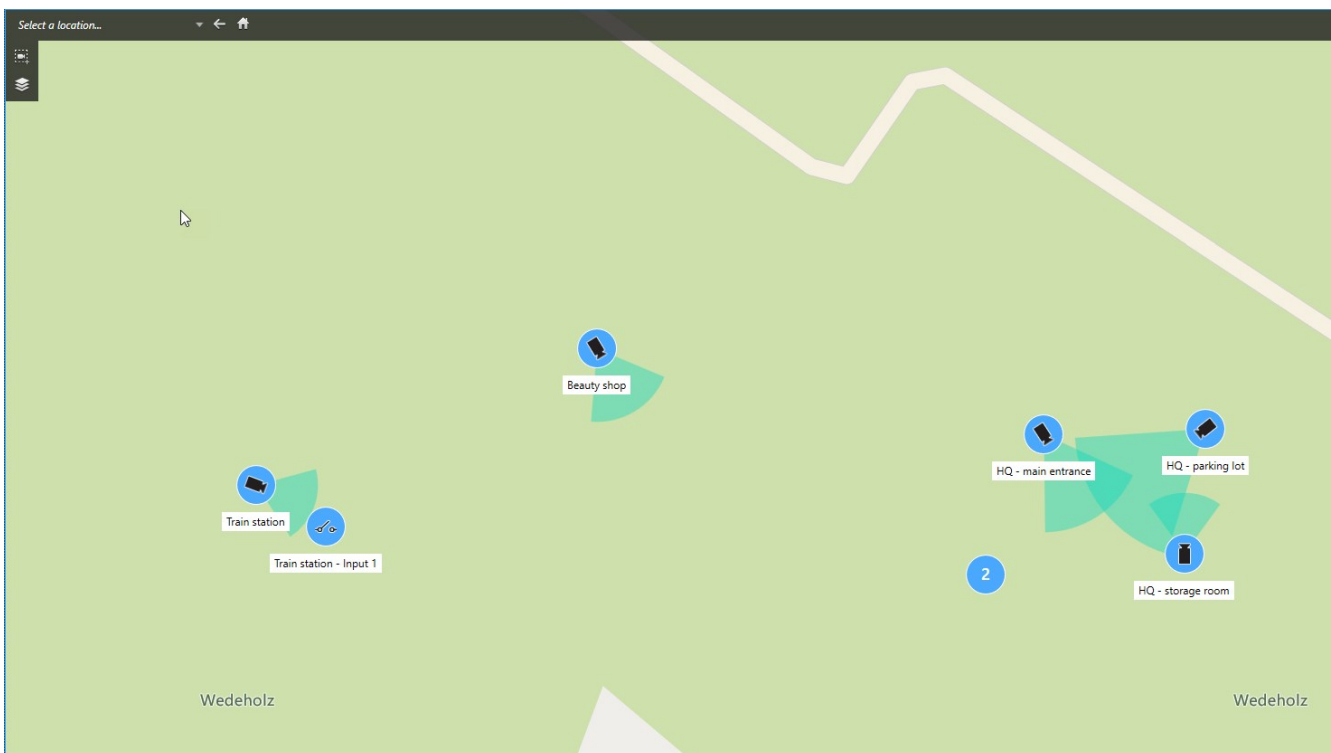 Select a location...
Beauty shop
HQ - main entrance
HQ - parking lot
Train station
Train station - Input 1
2
HQ - storage room
Wedeholz
Wedeholz